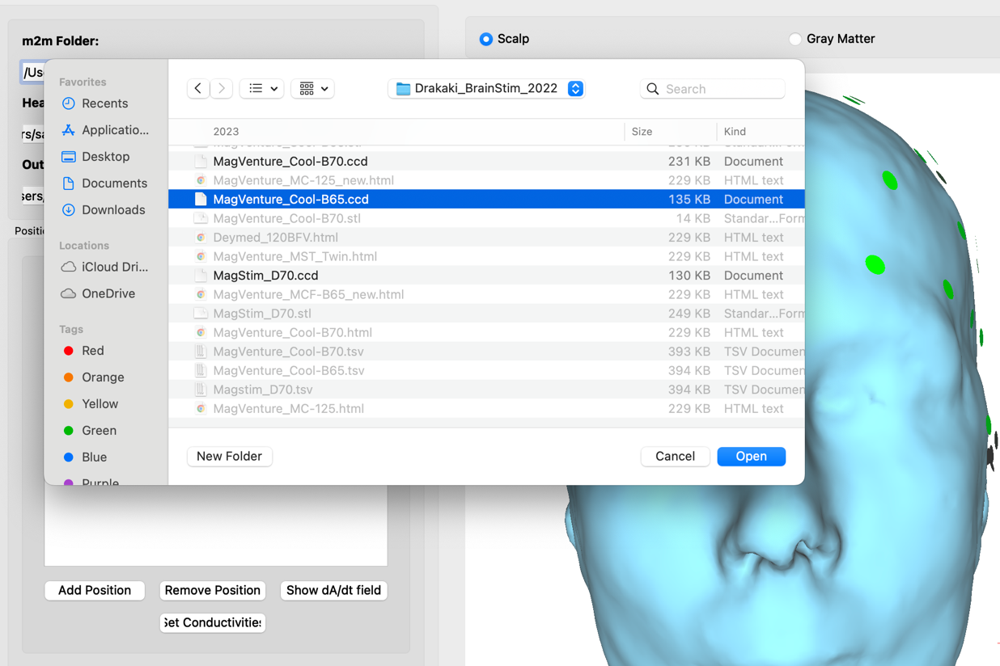 m2m Folder:
Scalp
Gray Matter
/Us
Hea
rs/sa
Out
sers,
Positi
Favorites
Recents
Applicatio...
Desktop
Documents
Downloads
Locations
iCloud Dri...
OneDrive
Tags
Red
Orange
Yellow
Green
Blue
Purple
Drakaki_BrainStim_2022
Search
2023 Size Kind
MagVenture_Cool-B70.ccd 231 KB Document
MagVenture_MC-125_new.html 229 KB HTML text
MagVenture_Cool-B65.ccd 135 KB Document
MagVenture_Cool-B70.stl 14 KB Standar...Form
Deymed_120BFV.html 229 KB HTML text
MagVenture_MST_Twin.html 229 KB HTML text
MagStim_D70.ccd 130 KB Document
MagVenture_MCF-B65_new.html 229 KB HTML text
MagStim_D70.stl 249 KB Standar...Form
MagVenture_Cool-B70.html 229 KB HTML text
MagVenture_Cool-B70.tsv 393 KB TSV Documen
MagVenture_Cool-B65.tsv 394 KB TSV Documen
Magstim_D70.tsv 394 KB TSV Documen
MagVenture_MC-125.html 229 KB HTML text
New Folder
Cancel
Open
Add Position
Remove Position
Show dA/dt field
Set Conductivities